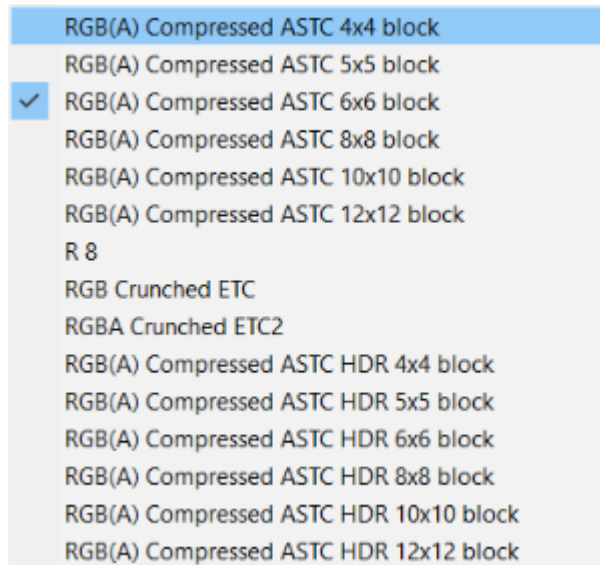 RGB(A) Compressed ASTC 4x4 block
RGB(A) Compressed ASTC 5x5 block
RGB(A) Compressed ASTC 6x6 block
RGB(A) Compressed ASTC 8x8 block
RGB(A) Compressed ASTC 10x10 block
RGB(A) Compressed ASTC 12x12 block
R 8
RGB Crunched ETC
RGBA Crunched ETC2
RGB(A) Compressed ASTC HDR 4x4 block
RGB(A) Compressed ASTC HDR 5x5 block
RGB(A) Compressed ASTC HDR 6x6 block
RGB(A) Compressed ASTC HDR 8x8 block
RGB(A) Compressed ASTC HDR 10x10 block
RGB(A) Compressed ASTC HDR 12x12 block